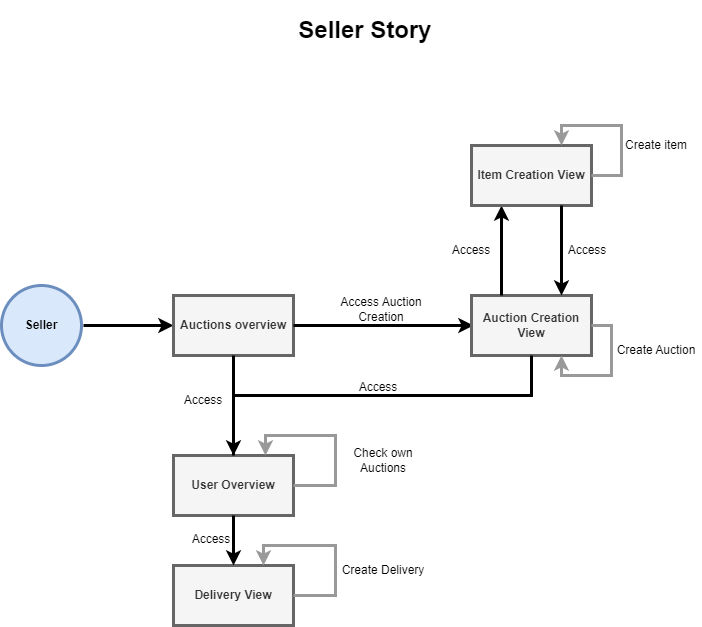 Seller Story
Create item
Item Creation View
Access
Access
Seller
Auctions overview
Access Auction
Creation
Auction Creation
View
Create Auction
Access
Access
User Overview
Check own
Auctions
Access
Delivery View
Create Delivery